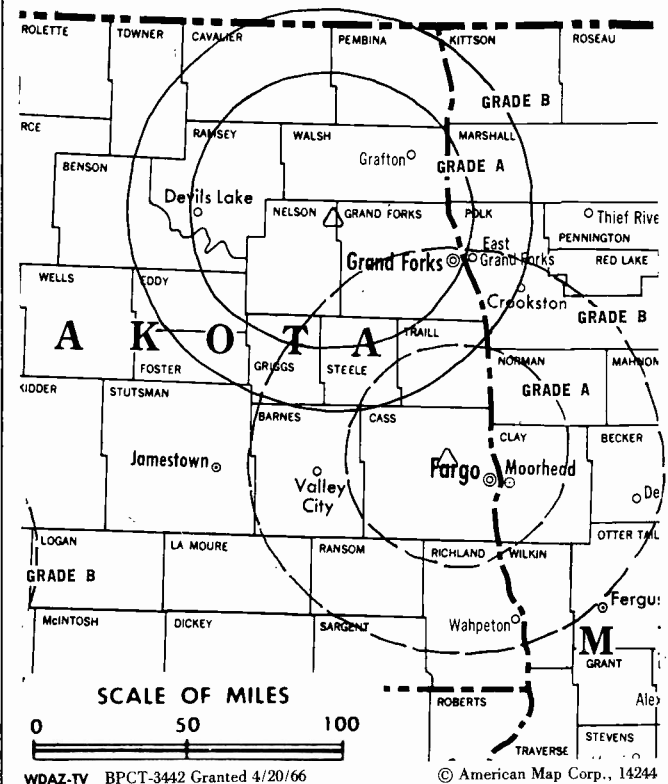 ROLETTE TOWNER CAVALIER PEMBINA KITTSON ROSEAU
GRADE B
RCE RAMSEY WALSH MARSHALL
Grafton
GRADE A
BENSON
Devils Lake
NELSON GRAND FORKS POLK
Thief Rive
PENNINGTON
East
Grand Forks Grand Forks
RED LAKE
WELLS EDDY
Crookston
GRADE B
A K O T A
TRAILL
FOSTER GRIGGS STEELE
NORMAN MAHNOM
KIDDER STUTSMAN
GRADE A
BARNES CASS
CLAY BECKER
Jamestown
Fargo Moorhead
Valley
City
De
OTTER TAIL
LOGAN LA MOURE RANSOM RICHLAND WILKIN
GRADE B
Fergus
McINTOSH DICKEY SARGENT
Wahpeton
M
GRANT
SCALE OF MILES
ROBERTS
Alex
0 50 100
STEVENS
TRAVERSE
WDAZ-TV BPCT-3442 Granted 4/20/66 © American Map Corp., 14244